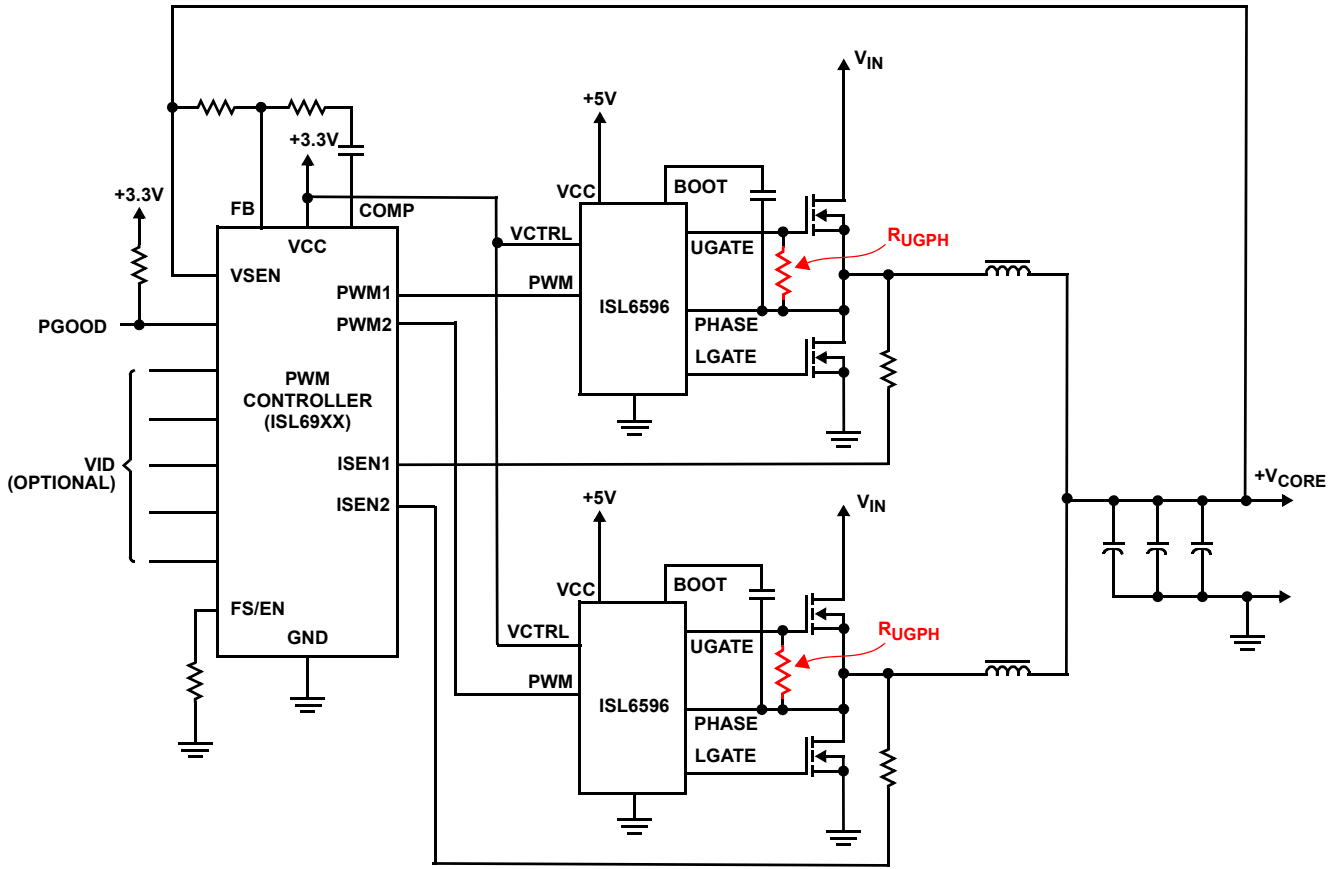 VIN
+5V
+3.3V
+3.3V
VCC
BOOT
FB
COMP
VCTRL
UGATE
RUGPH
VCC
VSEN
PWM1
PWM
ISL6596
PGOOD
PWM2
PHASE
LGATE
PWM
CONTROLLER
(ISL69XX)
VID
(OPTIONAL)
ISEN1
ISEN2
+VCORE
+5V
VIN
VCC
BOOT
FS/EN
GND
VCTRL
UGATE
RUGPH
PWM
ISL6596
PHASE
LGATE